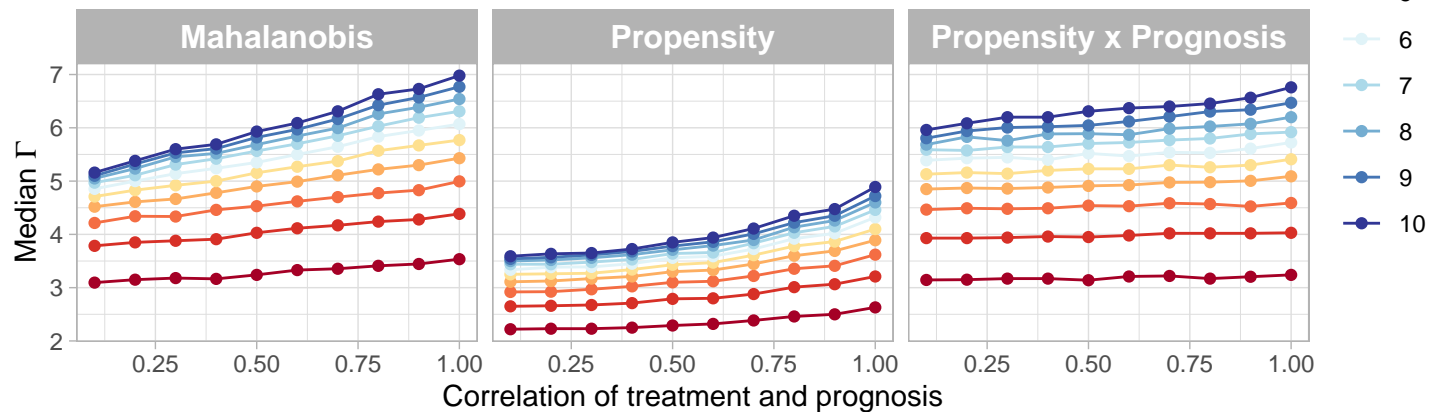 Mahalanobis Propensity Propensity x Prognosis
6
7
8
9
10
7
6
5
4
3
2
Median Γ
0.25 0.50 0.75 1.00 0.25 0.50 0.75 1.00 0.25 0.50 0.75 1.00
Correlation of treatment and prognosis